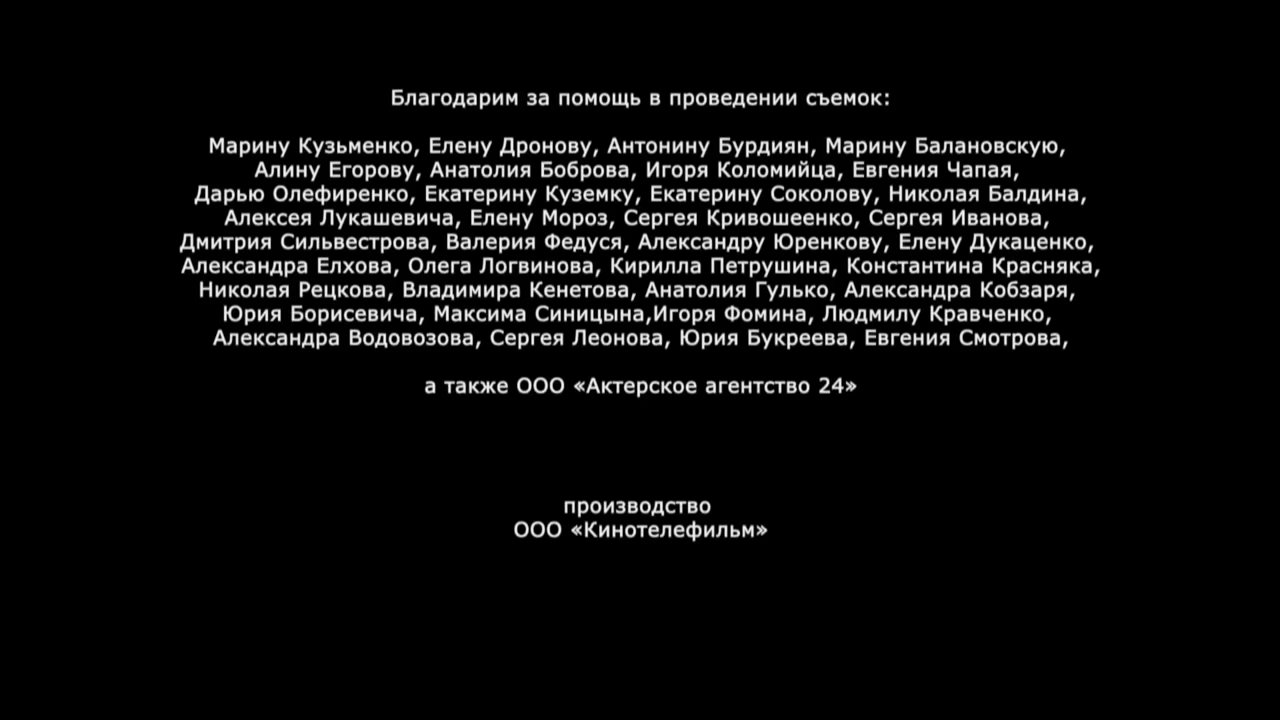 Благодарим за помощь в проведении съемок:
Марину Кузьменко, Елену Дронову, Антонину Бурдиян, Марину Балановскую,
Алину Егорову, Анатолия Боброва, Игоря Коломийца, Евгения Чапая,
Дарью Олефиренко, Екатерину Куземку, Екатерину Соколову, Николая Балдина,
Алексея Лукашевича, Елену Мороз, Сергея Кривошеенко, Сергея Иванова,
Дмитрия Сильвестрова, Валерия Федуся, Александру Юренкову, Елену Дукаценко,
Александра Елхова, Олега Логвинова, Кирилла Петрушина, Константина Красняка,
Николая Рецкова, Владимира Кенетова, Анатолия Гулько, Александра Кобзаря,
Юрия Борисевича, Максима Синицына,Игоря Фомина, Людмилу Кравченко,
Александра Водовозова, Сергея Леонова, Юрия Букреева, Евгения Смотрова,
а также ООО «Актерское агентство 24»
производство
ООО «Кинотелефильм»